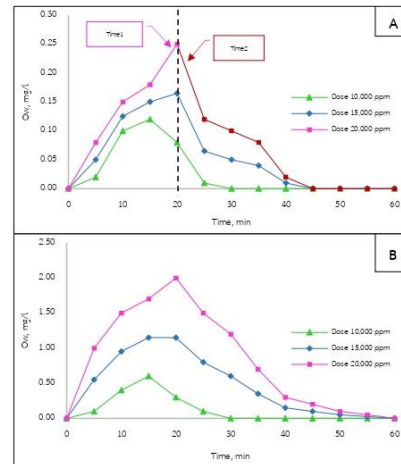 A
Time1
Time2
Ow, mg/l
0.30
0.25
0.20
0.15
0.10
0.05
0.00
Dose 10,000 ppm
Dose 15,000 ppm
Dose 20,000 ppm
0 10 20 30 40 50 60
Time, min
B
Ow, mg/l
2.50
2.00
1.50
1.00
0.50
0.00
Dose 10,000 ppm
Dose 15,000 ppm
Dose 20,000 ppm
0 10 20 30 40 50 60
Time, min